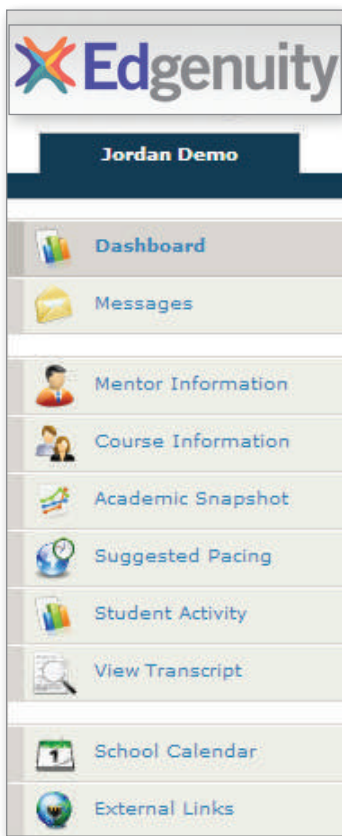 Edgenuity
Jordan Demo
Dashboard
Messages
Mentor Information
Course Information
Academic Snapshot
Suggested Pacing
Student Activity
View Transcript
1
School Calendar
External Links